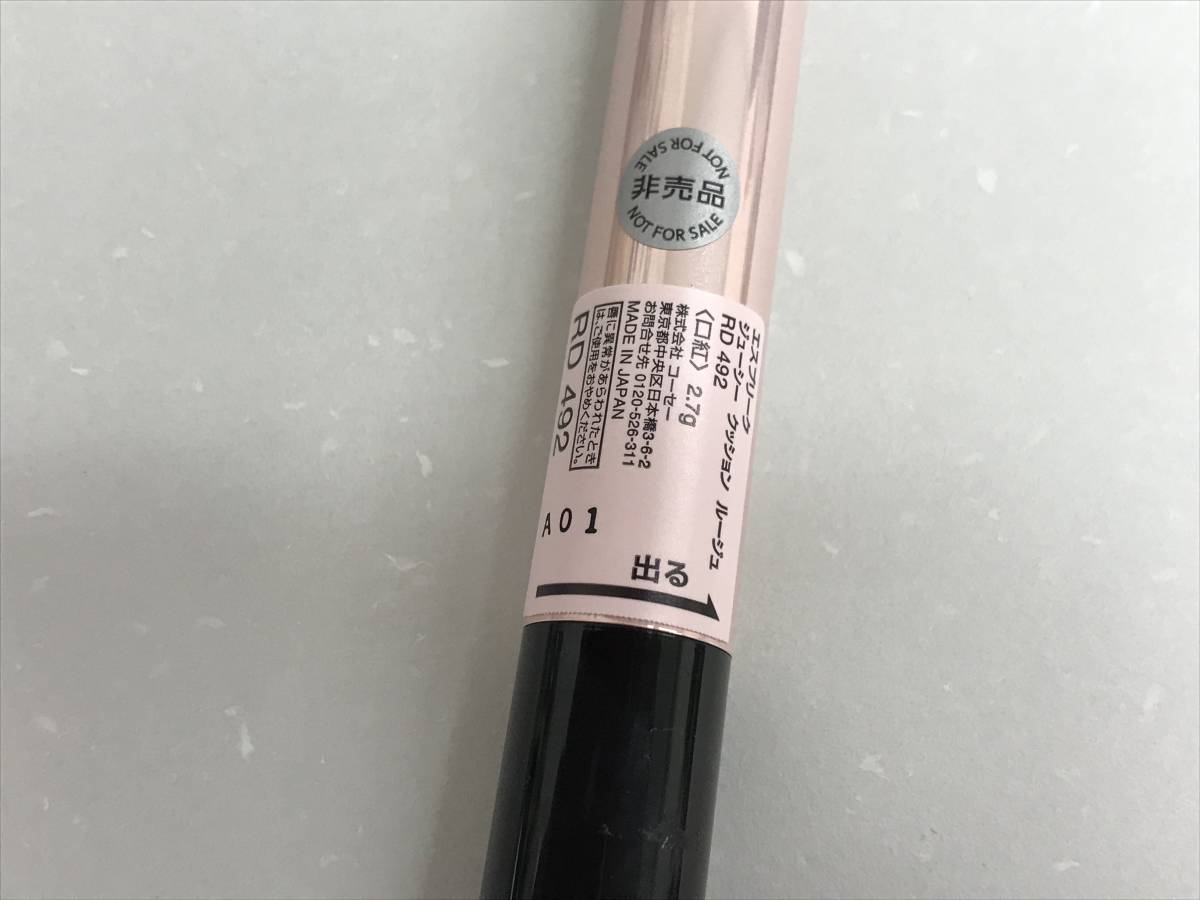 NOT FOR SALE
非売品
NOT FOR SALE
エスプリーク
ジューシー クッション ルージュ
RD 492
〈口紅〉 2.7g
株式会社 コーセー
東京都中央区日本橋3-6-2
お問合せ先 0120-526-311
MADE IN JAPAN
唇に異常があらわれたとき
は、ご使用をおやめください。
RD 492
A01
出る